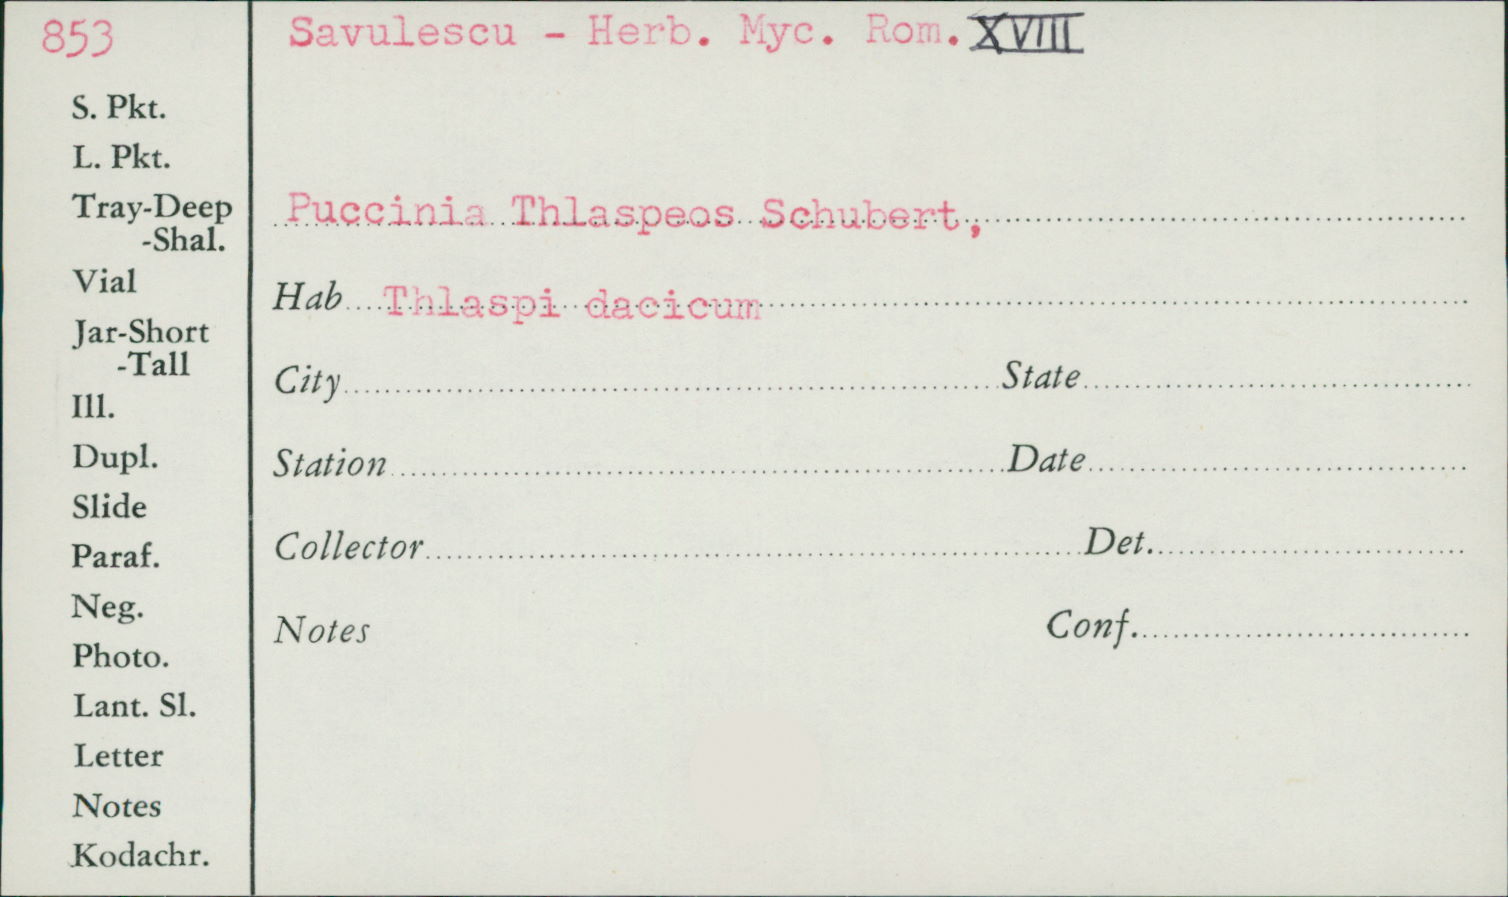 853
Savulescu - Herb. Myc. Rom. XVIII
S. Pkt.
L. Pkt.
Tray-Deep
-Shal.
Vial
Jar-Short
-Tall
Ill.
Dupl.
Slide
Paraf.
Neg.
Photo.
Lant. Sl.
Letter
Notes
Kodachr.
Puccinia Thlaspeos Schubert,
Hab Thlaspi dacicum
City State
Station Date
Collector Det.
Notes Conf.